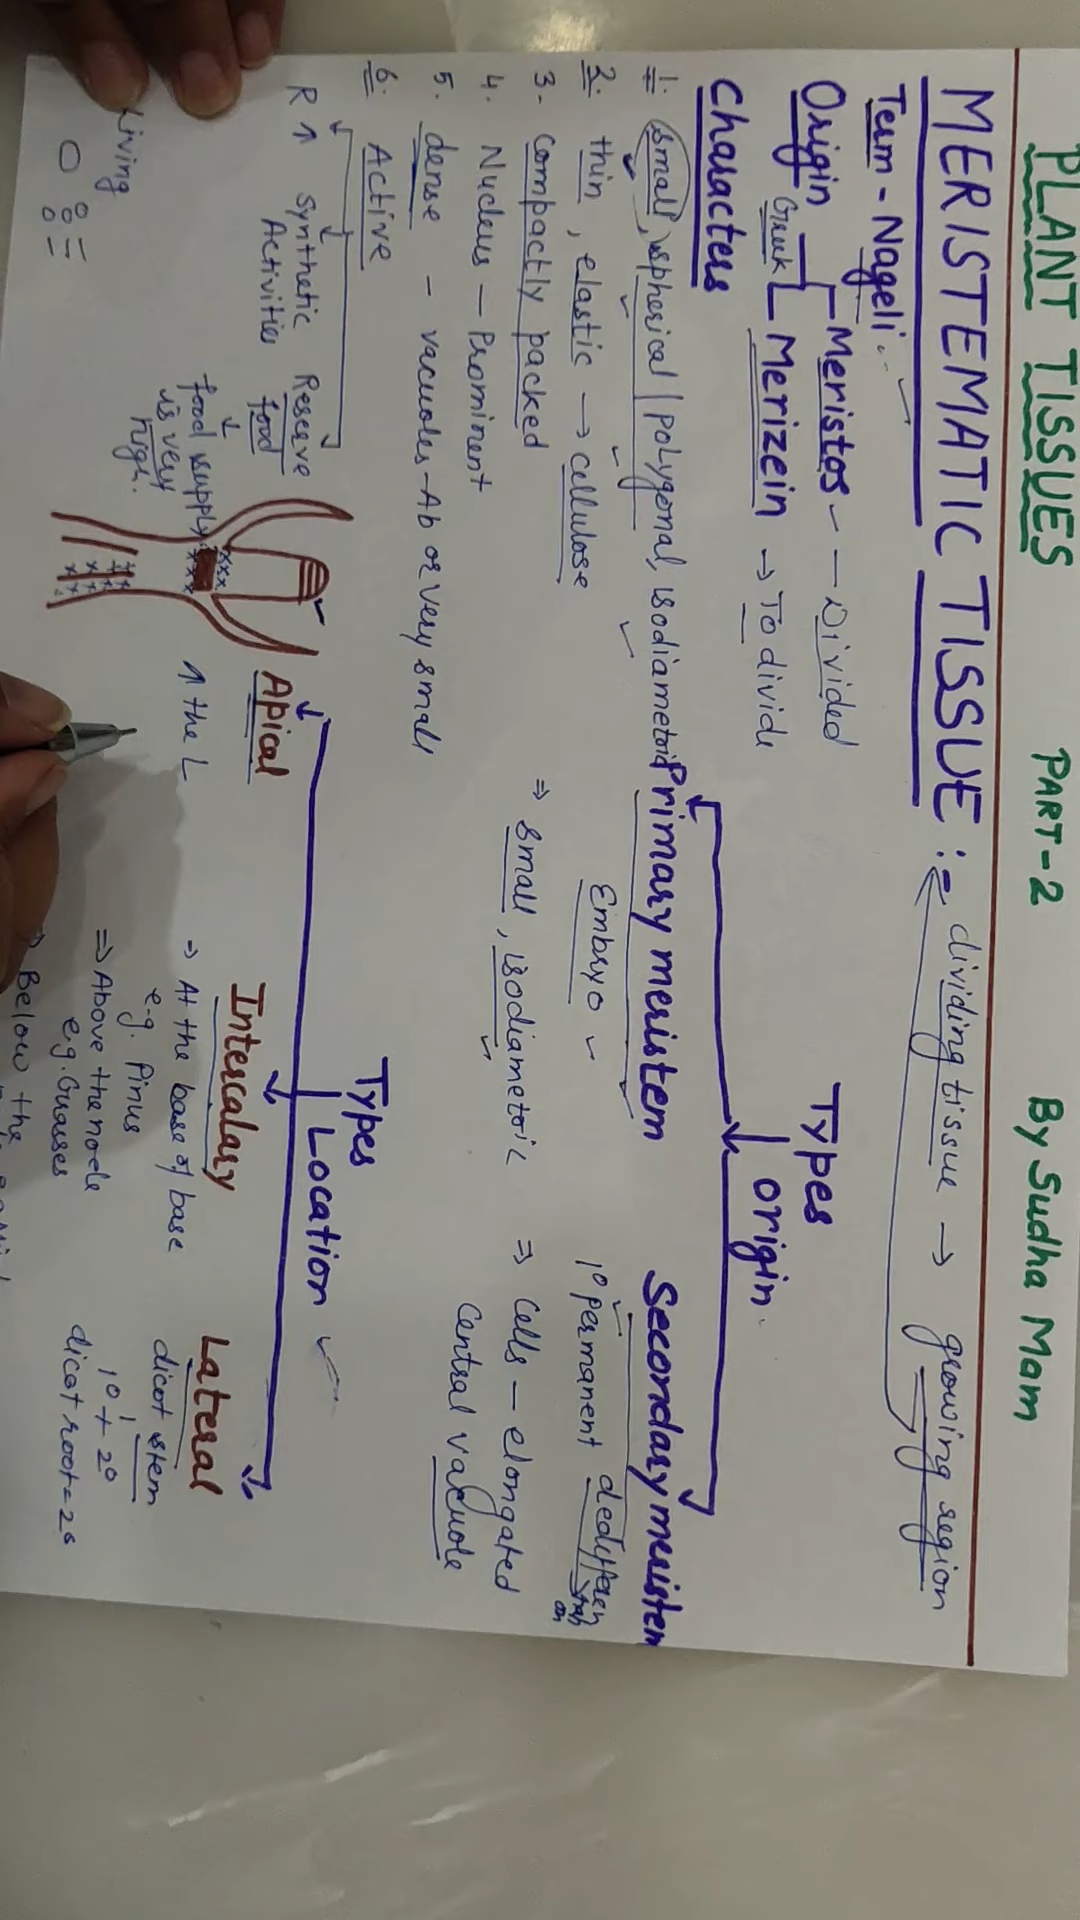 PLANT TISSUES PART-2 By Sudha Mam
MERISTEMATIC TISSUE :- dividing tissue → growing region
Term - Nageli
Origin Meristos - - Divided
Greek Merizein → To divide
Characters
1. small, spherical / polygonal, isodiametric
2. thin, elastic → cellulose
3. compactly packed
4. Nucleus - Prominent
5. dense - vacuoles - Ab or very small
6. Active
R ↑ Synthetic Activities
Reserve food
food supply
is very
high.
Living
Types
origin
Primary meristem
Embryo
⇒ small, isodiametric
Secondary meristem
1° permanent dedifferen
tiati
on
⇒ Cells - elongated
Central vacuole
Types
Location
Apical
↑ the L
Intercalary
→ At the base of base
e.g. Pinus
⇒ Above the node
e.g. Grasses
Below the
Lateral
dicot stem
1° + 2°
dicot root = 2°